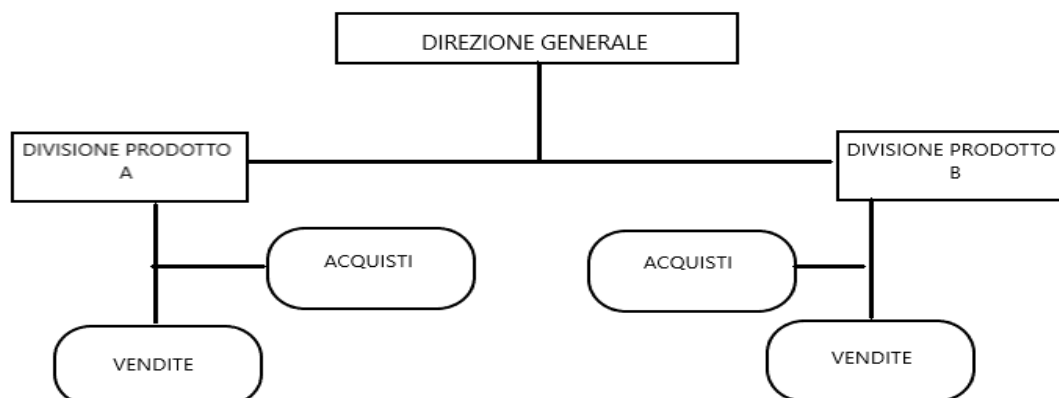 DIREZIONE GENERALE
DIVISIONE PRODOTTO
A
DIVISIONE PRODOTTO
B
ACQUISTI
ACQUISTI
VENDITE
VENDITE